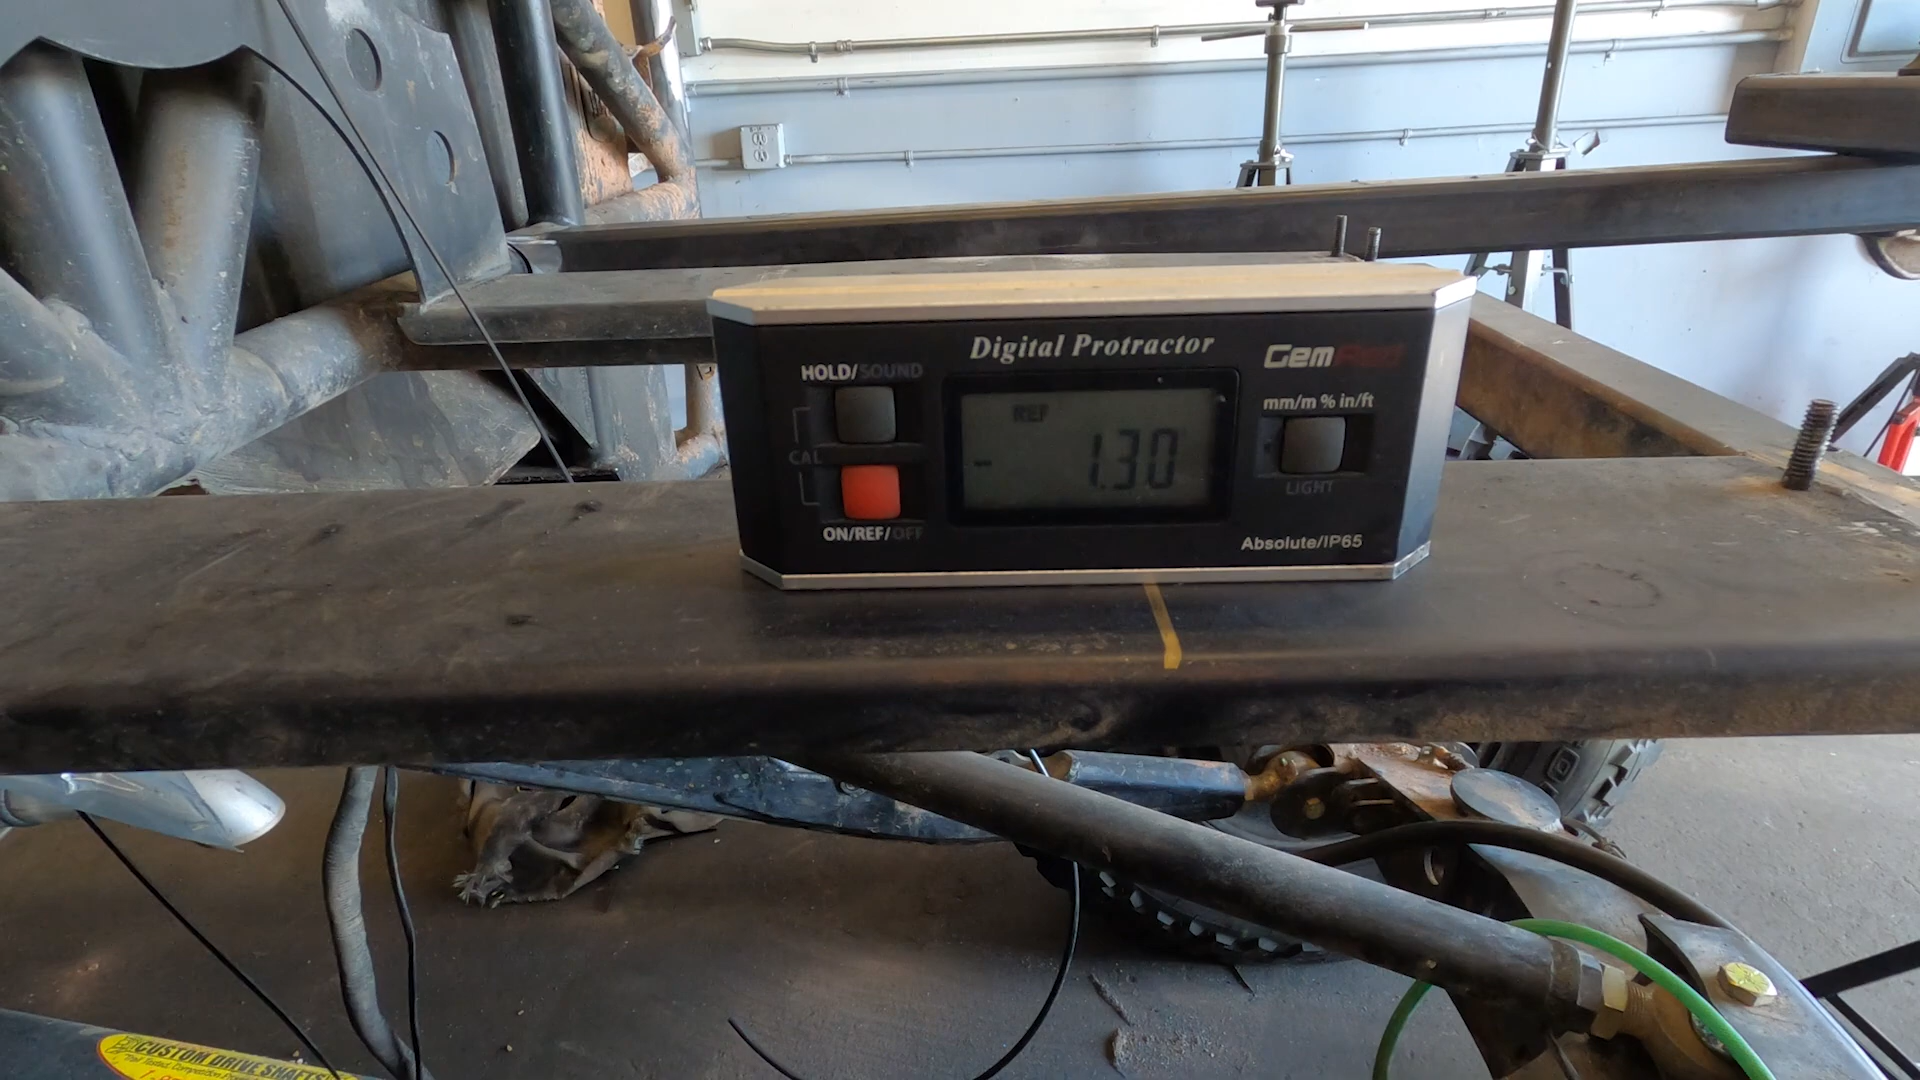 Digital Protractor
GemRed
HOLD/SOUND
mm/m % in/ft
REF
- 1.30
CAL
LIGHT
ON/REF/OFF
Absolute/IP65
CUSTOM DRIVE SHAFTS